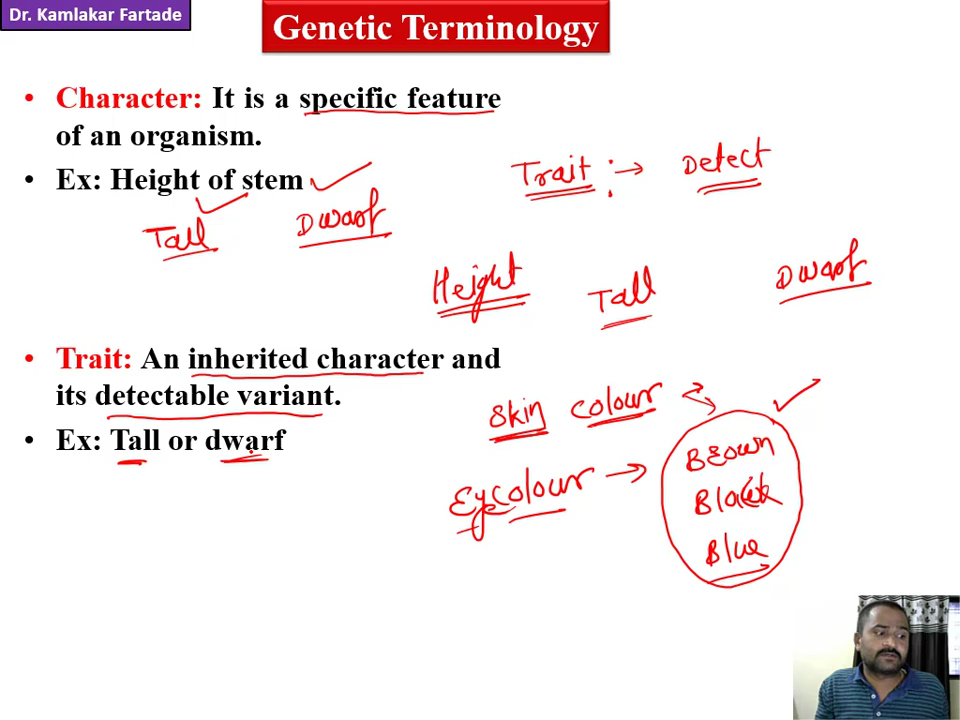 Dr. Kamlakar Fartade
Genetic Terminology
• Character: It is a specific feature
of an organism.
• Ex: Height of stem
Tall Dwarf
Trait :→ Detect
Height Tall Dwarf
• Trait: An inherited character and
its detectable variant.
• Ex: Tall or dwarf
Skin colour
Eye colour →
Brown
Black
Blue